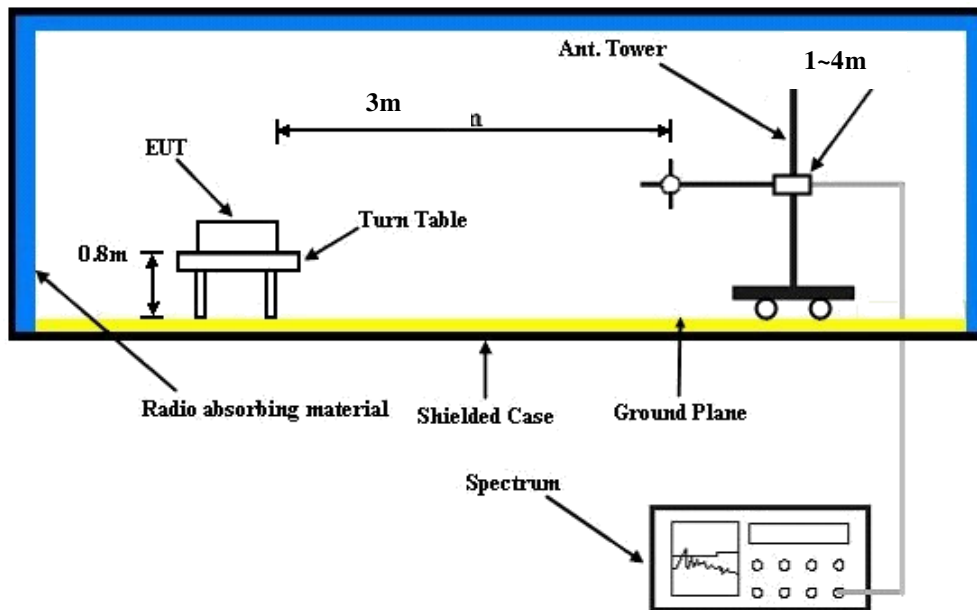 Ant. Tower
1~4m
3m
n
EUT
Turn Table
0.8m
Radio absorbing material
Shielded Case
Ground Plane
Spectrum